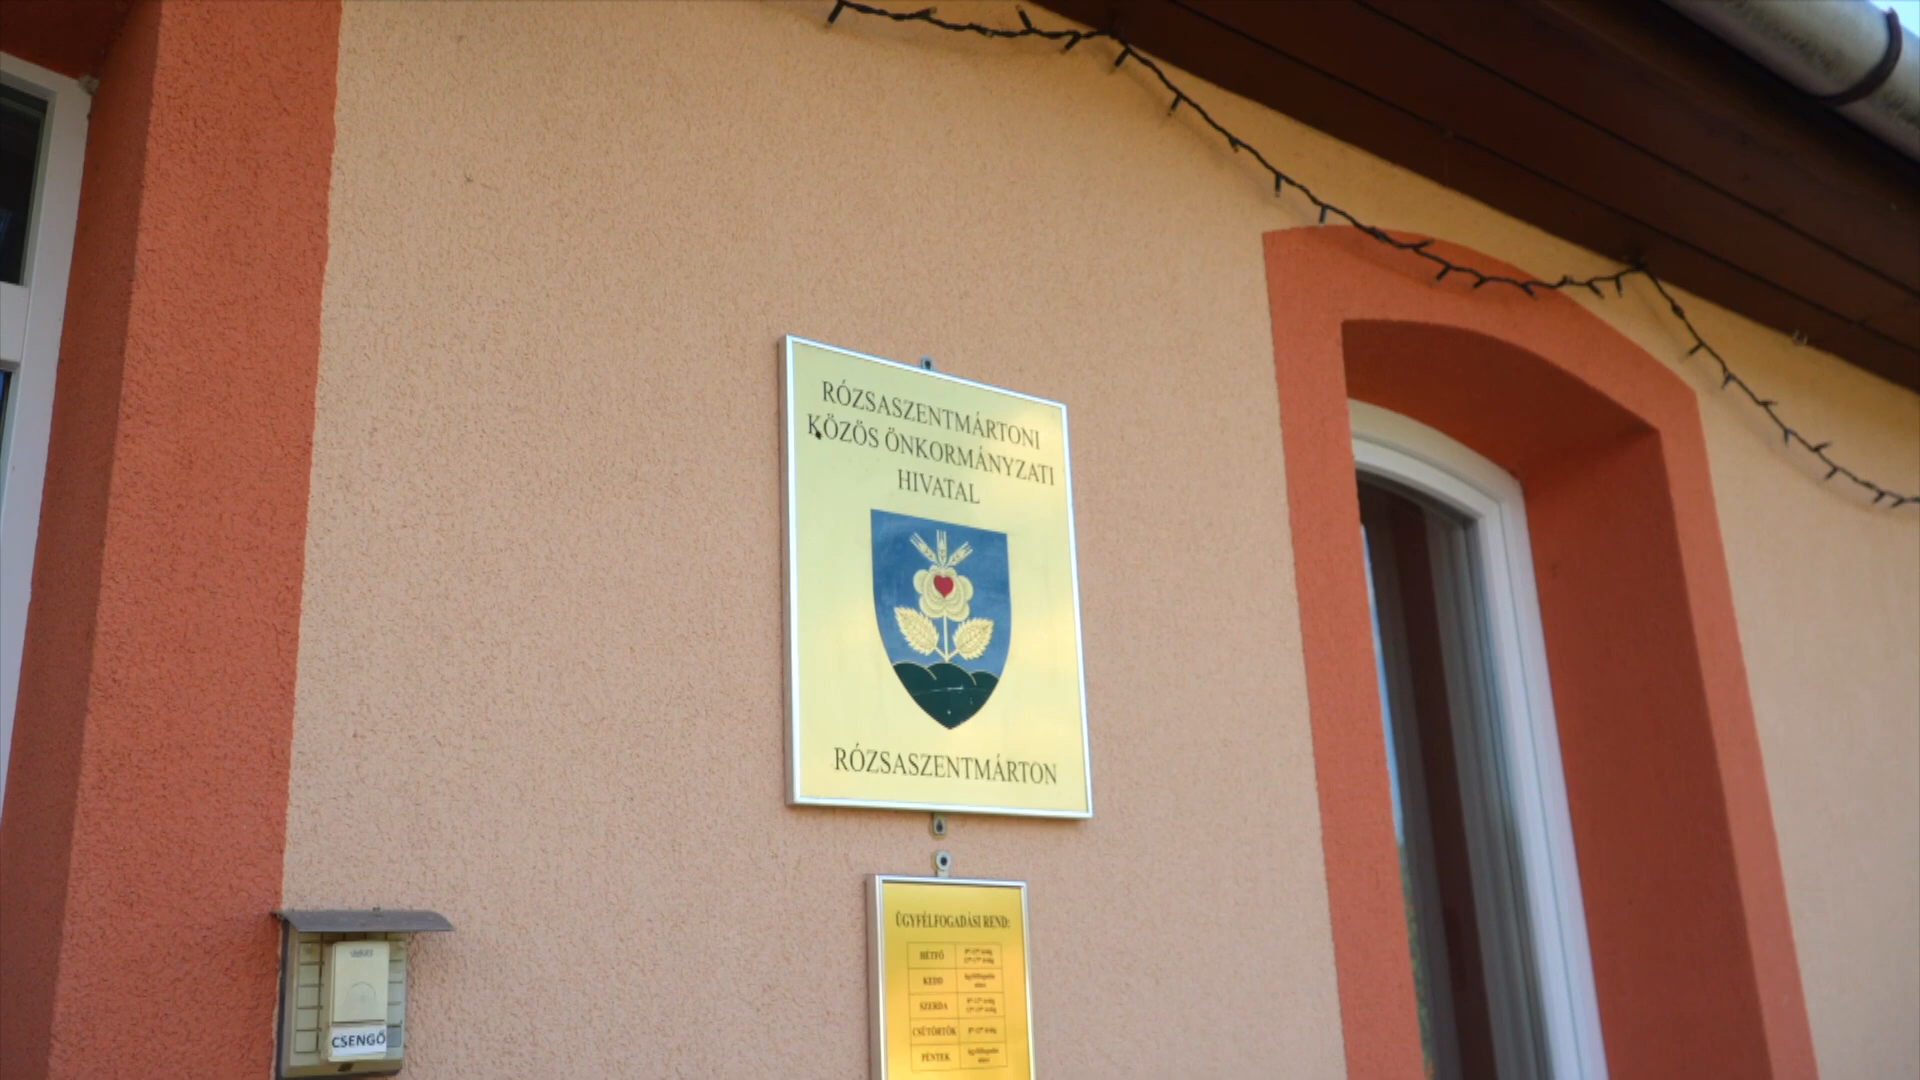 RÓZSASZENTMÁRTONI
KÖZÖS ÖNKORMÁNYZATI
HIVATAL
RÓZSASZENTMÁRTON
ÜGYFÉLFOGADÁSI REND:
HÉTFŐ
KEDD
SZERDA
CSÜTÖRTÖK
PÉNTEK
CSENGŐ